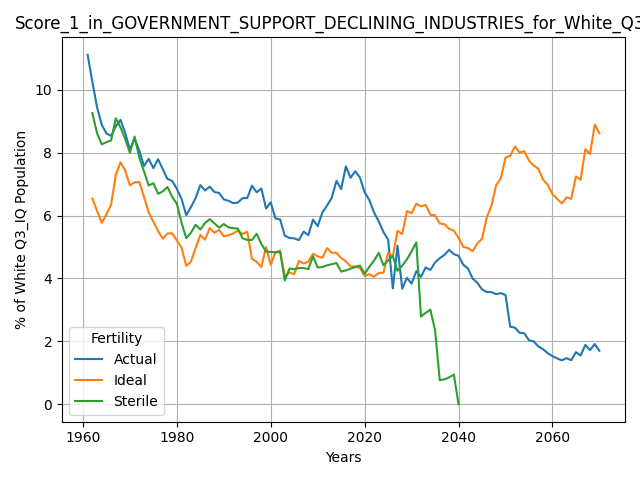 Score_1_in_GOVERNMENT_SUPPORT_DECLINING_INDUSTRIES_for_White_Q3
% of White Q3_IQ Population
10
8
6
4
2
0
Fertility
Actual
Ideal
Sterile
1960
1980
2000
2020
2040
2060
Years